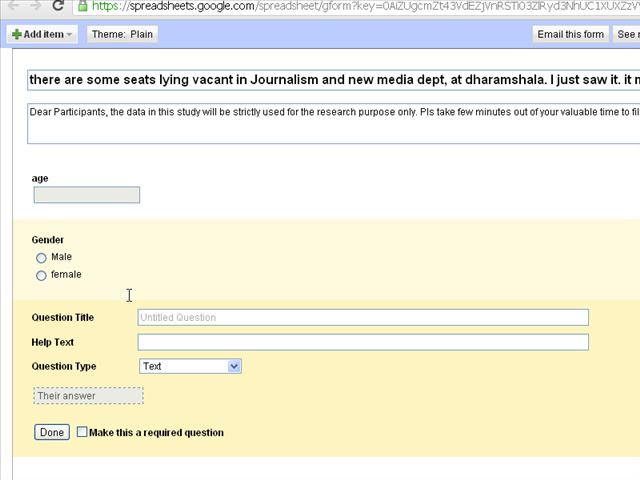 https://spreadsheets.google.com/spreadsheet/gform?key=
Add item Theme: Plain Email this form See
there are some seats lying vacant in Journalism and new media dept, at dharamshala. I just saw it. it
Dear Participants, the data in this study will be strictly used for the research purpose only. Pls take few minutes out of your valuable time to
age
Gender
Male
female
Question Title Untitled Question
Help Text
Question Type Text
Their answer
Done Make this a required question